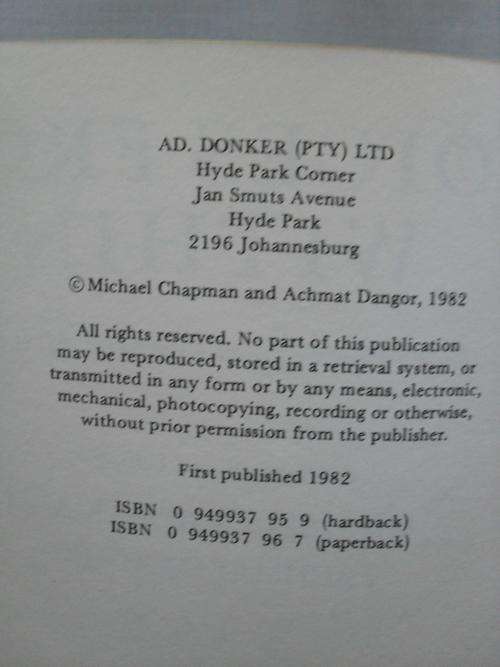 AD. DONKER (PTY) LTD
Hyde Park Corner
Jan Smuts Avenue
Hyde Park
2196 Johannesburg
© Michael Chapman and Achmat Dangor, 1982
All rights reserved. No part of this publication
may be reproduced, stored in a retrieval system, or
transmitted in any form or by any means, electronic,
mechanical, photocopying, recording or otherwise,
without prior permission from the publisher.
First published 1982
ISBN 0 949937 95 9 (hardback)
ISBN 0 949937 96 7 (paperback)